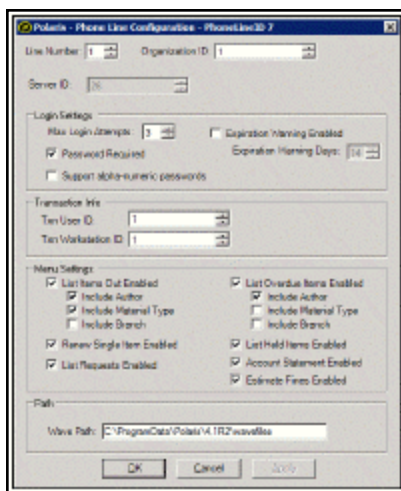 Polaris - Phone Line Configuration - PhoneLineID 7
Line Number: 1 Organization ID: 1
Server ID: 26
Login Settings
Max Login Attempts: 3 Expiration Warning Enabled
Password Required Expiration Warning Days:
Support alpha-numeric passwords
Transaction Info
Txn User ID: 1
Txn Workstation ID: 1
Menu Settings
List Items Out Enabled List Overdue Items Enabled
Include Author Include Author
Include Material Type Include Material Type
Include Branch Include Branch
Renew Single Item Enabled List Held Items Enabled
List Requests Enabled Account Statement Enabled
Estimate Fines Enabled
Path
Wave Path: C:\ProgramData\Polaris\4.1R2\wavefiles
OK Cancel Apply